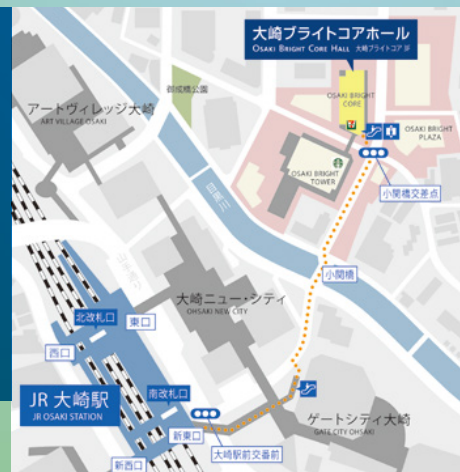 大崎ブライトコアホール
OSAKI BRIGHT CORE HALL 大崎ブライトコア 3F
御成橋公園
アートヴィレッジ大崎
ART VILLAGE OSAKI
OSAKI BRIGHT
CORE
OSAKI BRIGHT
PLAZA
OSAKI BRIGHT
TOWER
小関橋交差点
目黒川
小関橋
大崎ニュー・シティ
OHSAKI NEW CITY
北改札口
東口
西口
JR 大崎駅
JR OSAKI STATION
南改札口
新東口
大崎駅前交番前
ゲートシティ大崎
GATE CITY OHSAKI
新西口